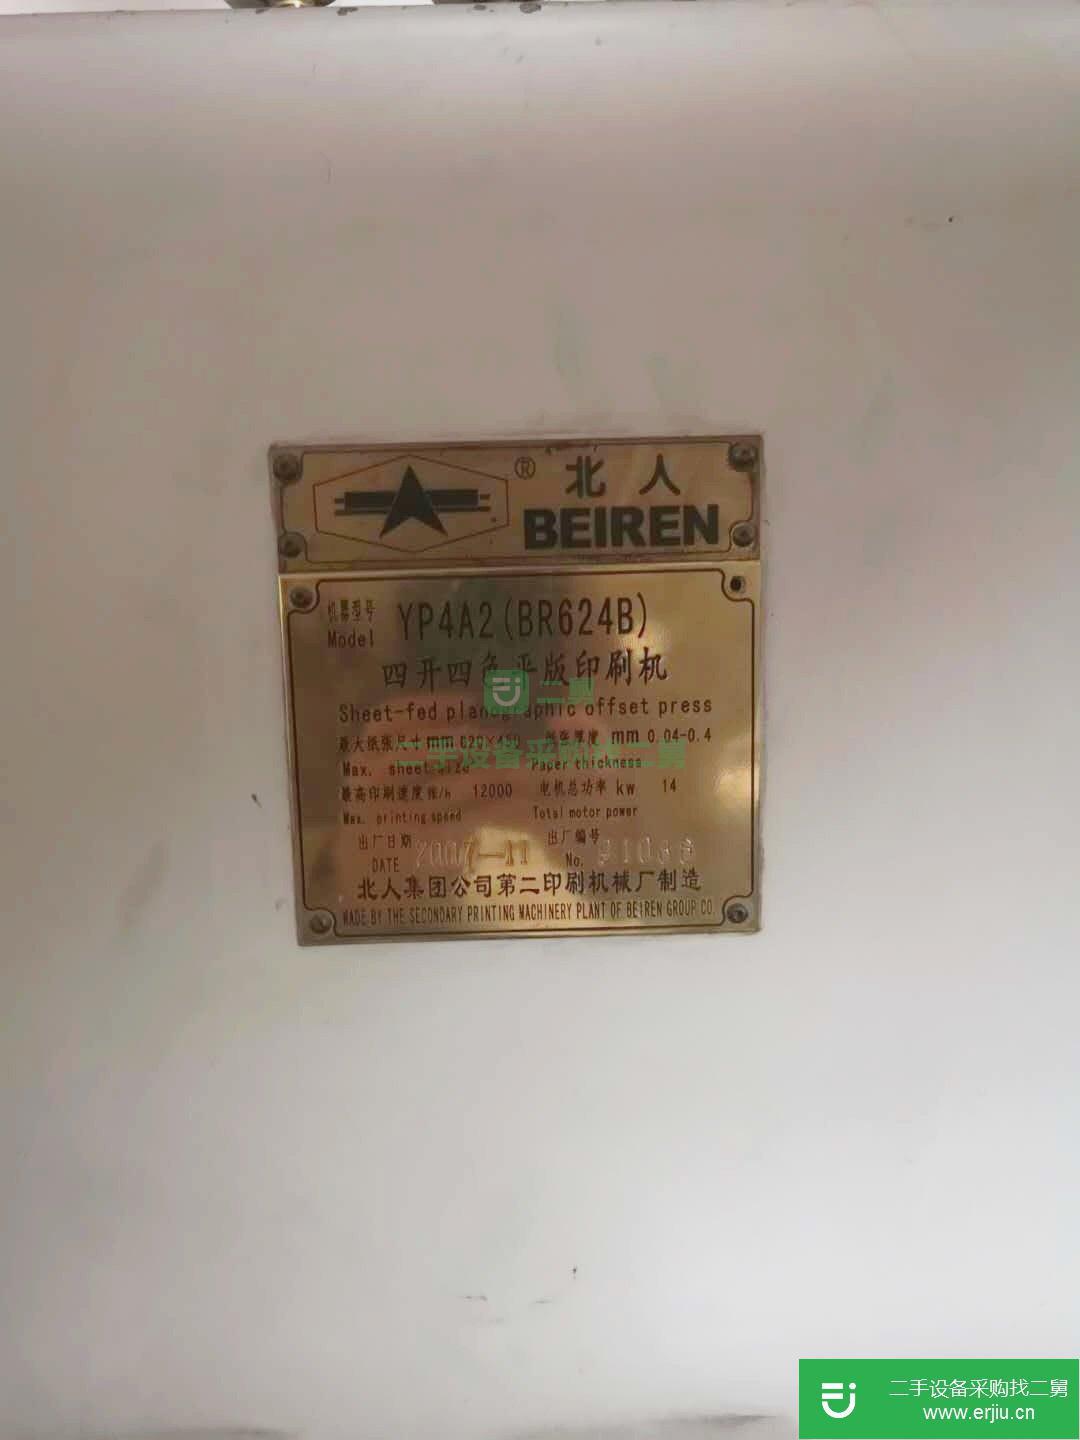 ® 北人
BEIREN
机器型号
Model YP4A2(BR624B)
四开四色平版印刷机
Sheet-fed planographic offset press
二舅
最大纸张尺寸 mm 620×450 纸张厚度 mm 0.04-0.4
Max. sheet size Paper thickness
二手设备采购找二舅
最高印刷速度张/h 12000 电机总功率 kw 14
Max. printing speed Total motor power
出厂日期 2007-11 出厂编号
DATE No.
北人集团公司第二印刷机械厂制造
MADE BY THE SECONDARY PRINTING MACHINERY PLANT OF BEIREN GROUP CO.
二手设备采购找二舅
www.erjiu.cn